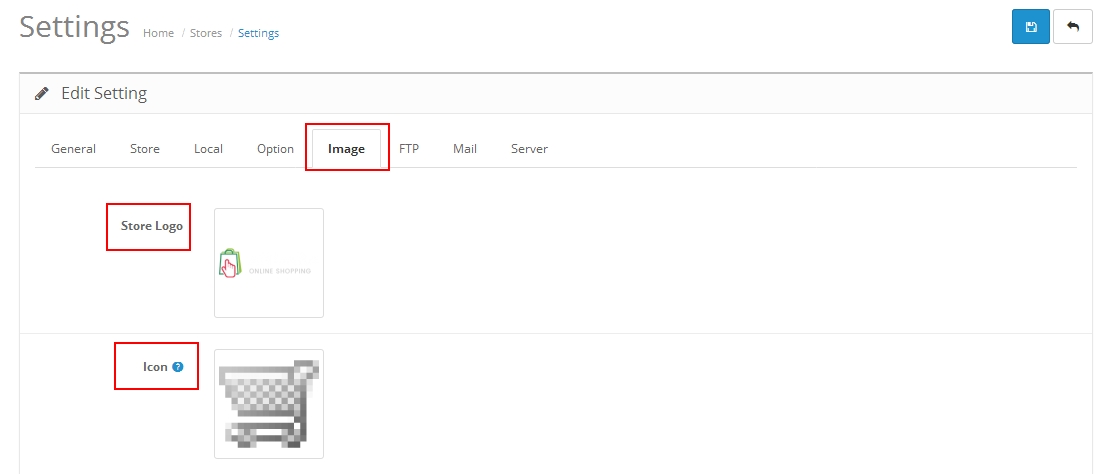 Settings Home / Stores / Settings
Edit Setting
General Store Local Option Image FTP Mail Server
Store Logo
ONLINE SHOPPING
Icon ?